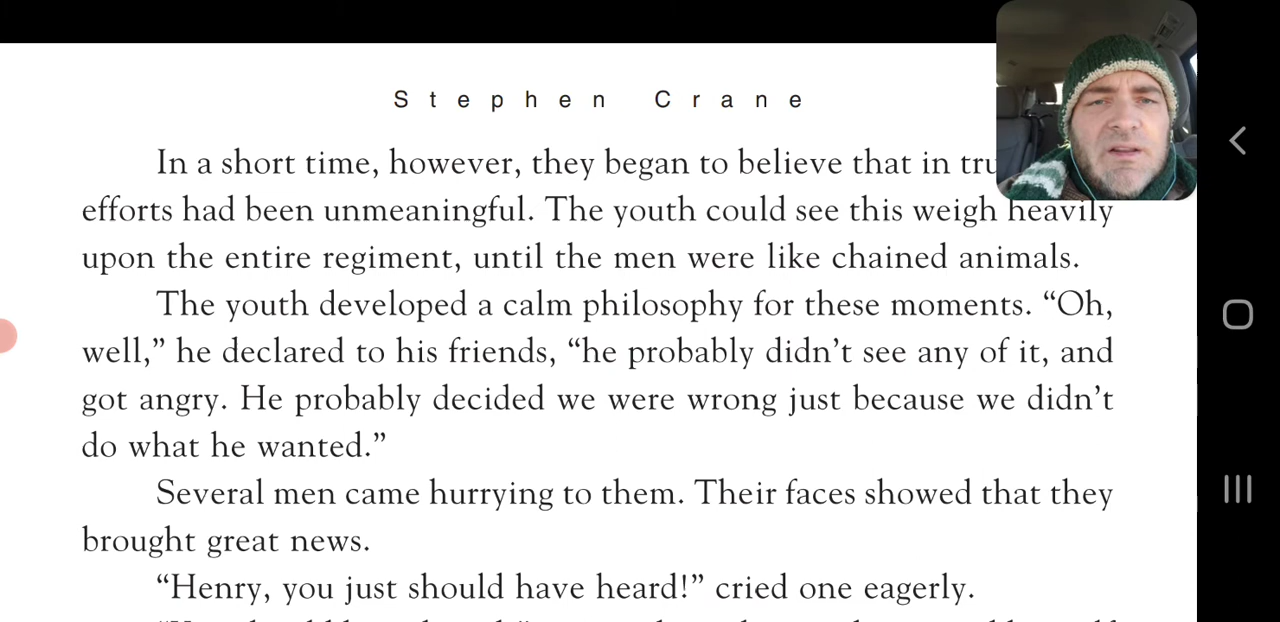 Stephen Crane
In a short time, however, they began to believe that in
efforts had been unmeaningful. The youth could see this weigh heavily
upon the entire regiment, until the men were like chained animals.
The youth developed a calm philosophy for these moments. “Oh,
well,” he declared to his friends, “he probably didn’t see any of it, and
got angry. He probably decided we were wrong just because we didn’t
do what he wanted.”
Several men came hurrying to them. Their faces showed that they
brought great news.
“Henry, you just should have heard!” cried one eagerly.